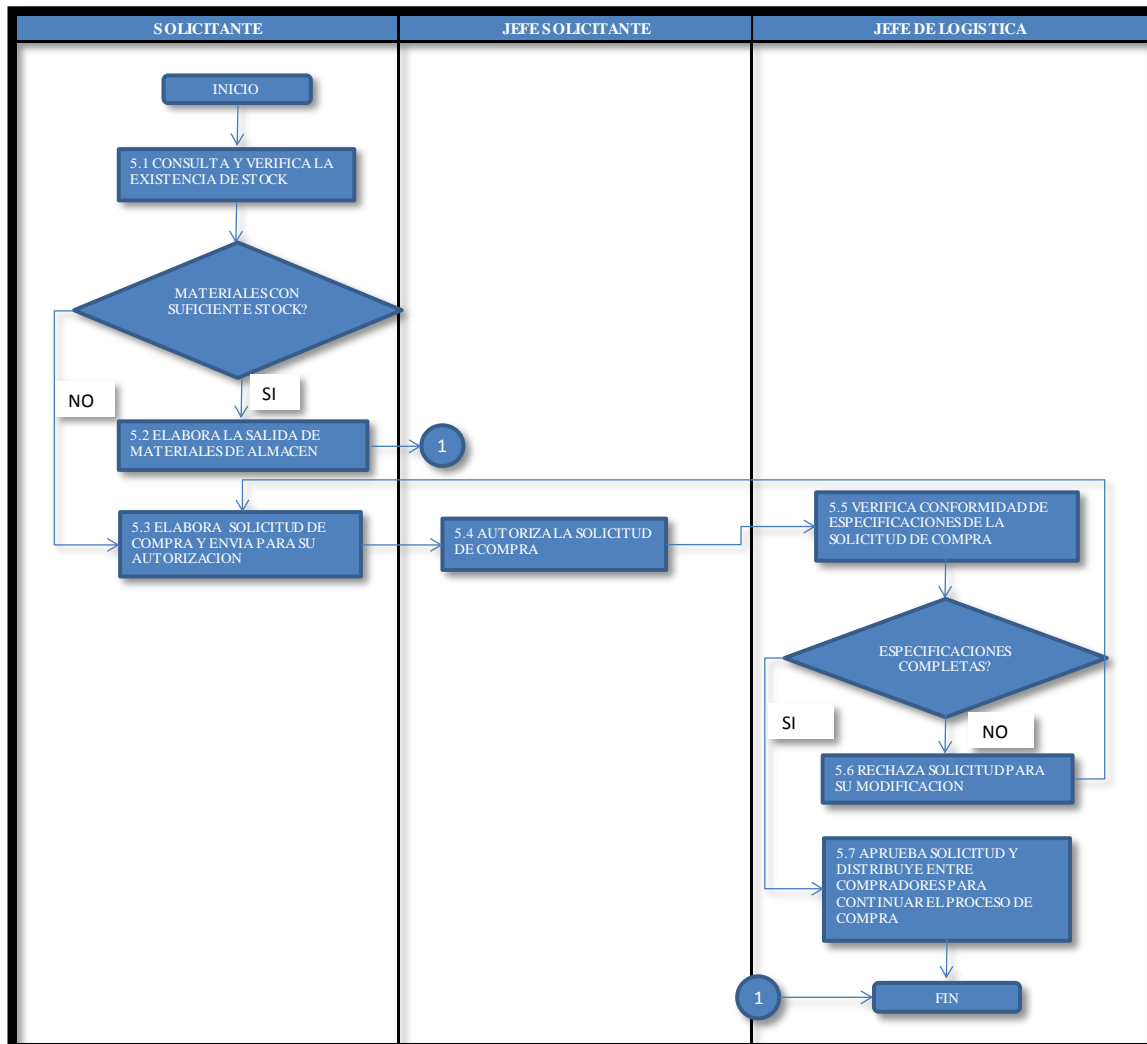 SOLICITANTE
JEFE SOLICITANTE
JEFE DE LOGISTICA
INICIO
5.1 CONSULTA Y VERIFICA LA
EXISTENCIA DE STOCK
MATERIALES CON
SUFICIENTE STOCK?
NO
SI
5.2 ELABORA LA SALIDA DE
MATERIALES DE ALMACEN
1
5.3 ELABORA SOLICITUD DE
COMPRA Y ENVIA PARA SU
AUTORIZACION
5.4 AUTORIZA LA SOLICITUD
DE COMPRA
5.5 VERIFICA CONFORMIDAD DE
ESPECIFICACIONES DE LA
SOLICITUD DE COMPRA
ESPECIFICACIONES
COMPLETAS?
SI
NO
5.6 RECHAZA SOLICITUD PARA
SU MODIFICACION
5.7 APRUEBA SOLICITUD Y
DISTRIBUYE ENTRE
COMPRADORES PARA
CONTINUAR EL PROCESO DE
COMPRA
1
FIN